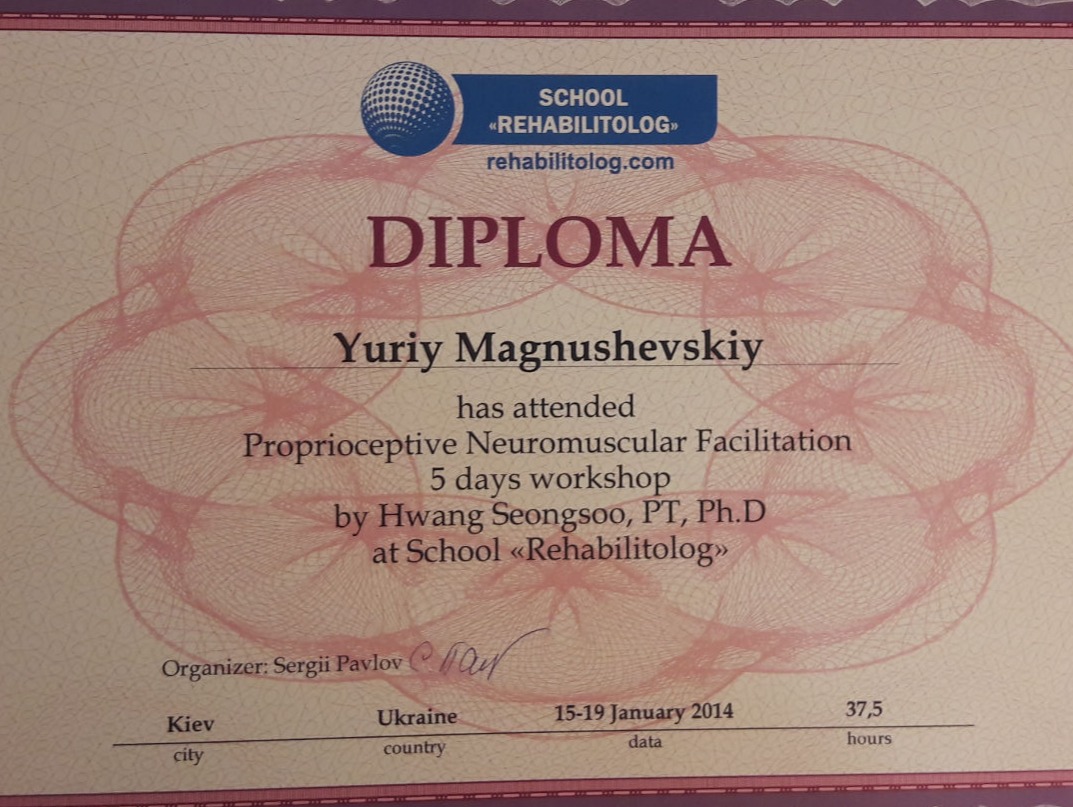 SCHOOL
«REHABILITOLOG»
rehabilitolog.com
DIPLOMA
Yuriy Magnushevskiy
has attended
Proprioceptive Neuromuscular Facilitation
5 days workshop
by Hwang Seongsoo, PT, Ph.D
at School «Rehabilitolog»
Organizer: Sergii Pavlov
Kiev Ukraine 15-19 January 2014 37,5
city country data hours